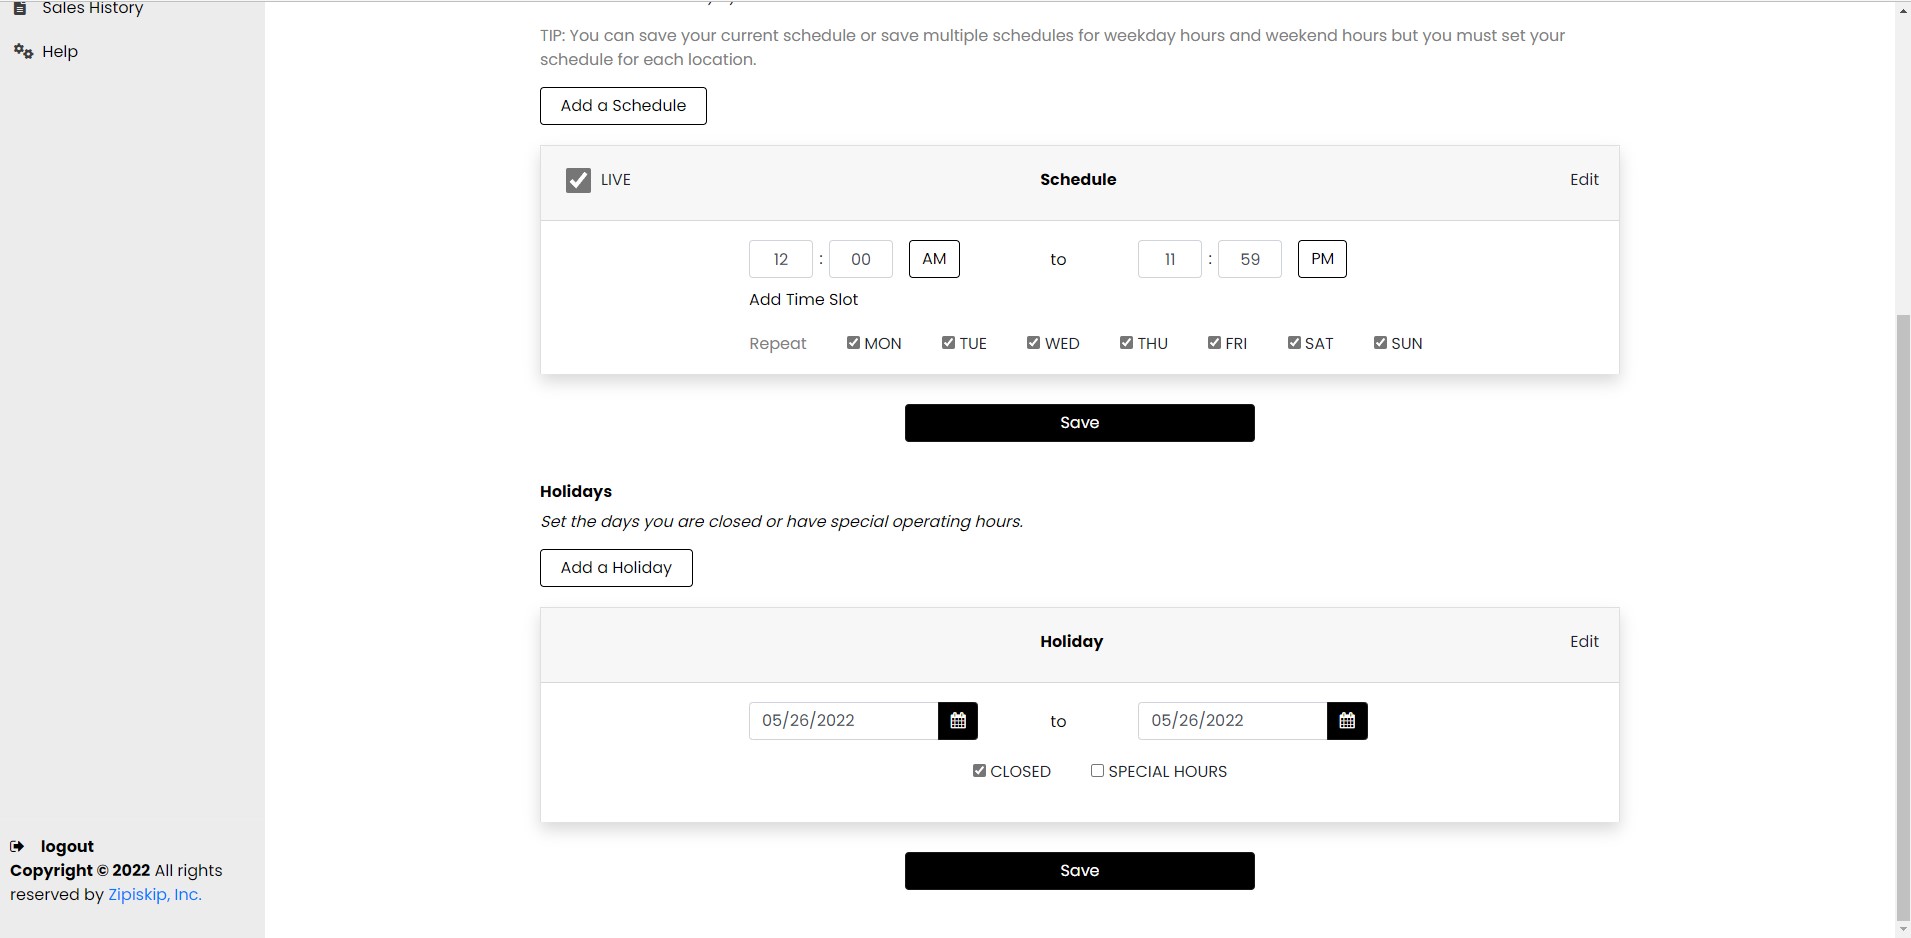 Sales History
Help
TIP: You can save your current schedule or save multiple schedules for weekday hours and weekend hours but you must set your
schedule for each location.
Add a Schedule
LIVE
Schedule
Edit
12 : 00 AM to 11 : 59 PM
Add Time Slot
Repeat MON TUE WED THU FRI SAT SUN
Save
Holidays
Set the days you are closed or have special operating hours.
Add a Holiday
Holiday
Edit
05/26/2022 to 05/26/2022
CLOSED SPECIAL HOURS
Save
logout
Copyright © 2022 All rights
reserved by Zipiskip, Inc.